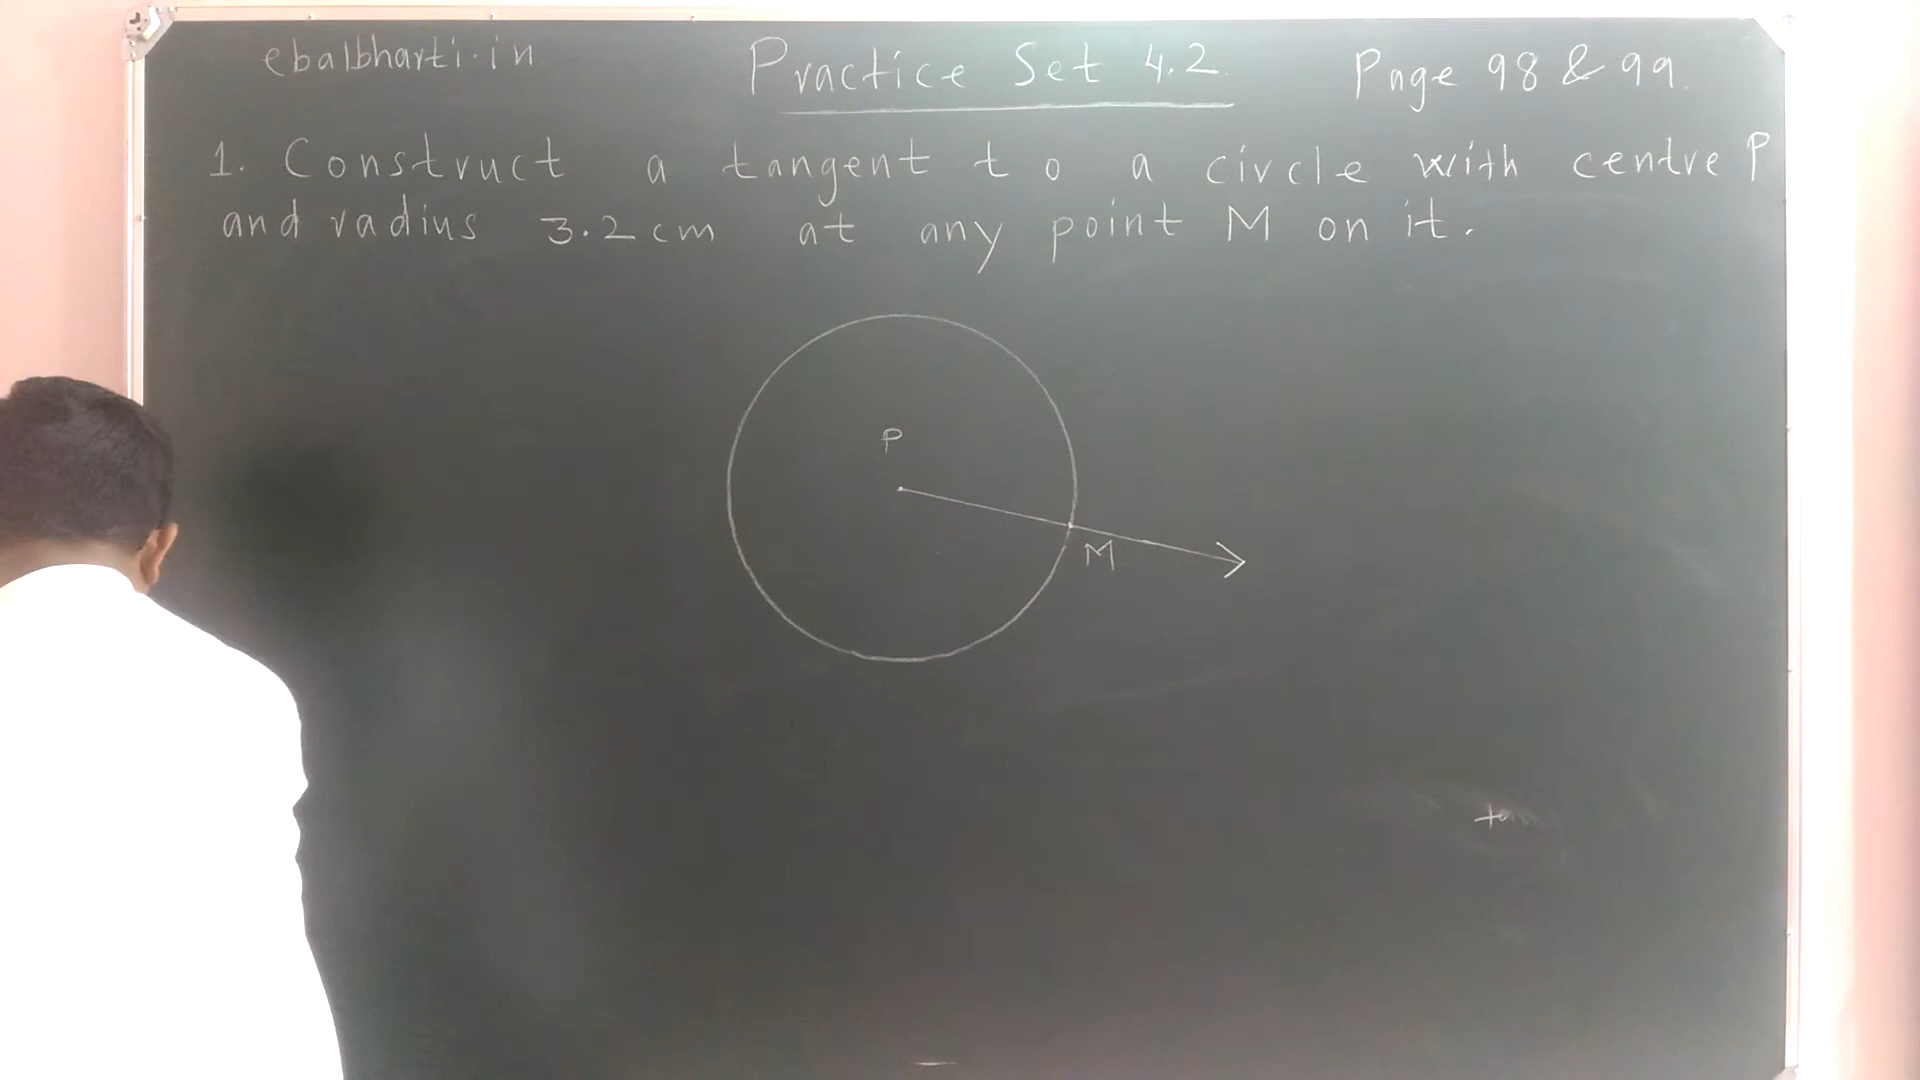 ebalbharti.in
Practice Set 4.2
Page 98 & 99.
1. Construct a tangent to a circle with centre P
and radius 3.2 cm at any point M on it.
P
M